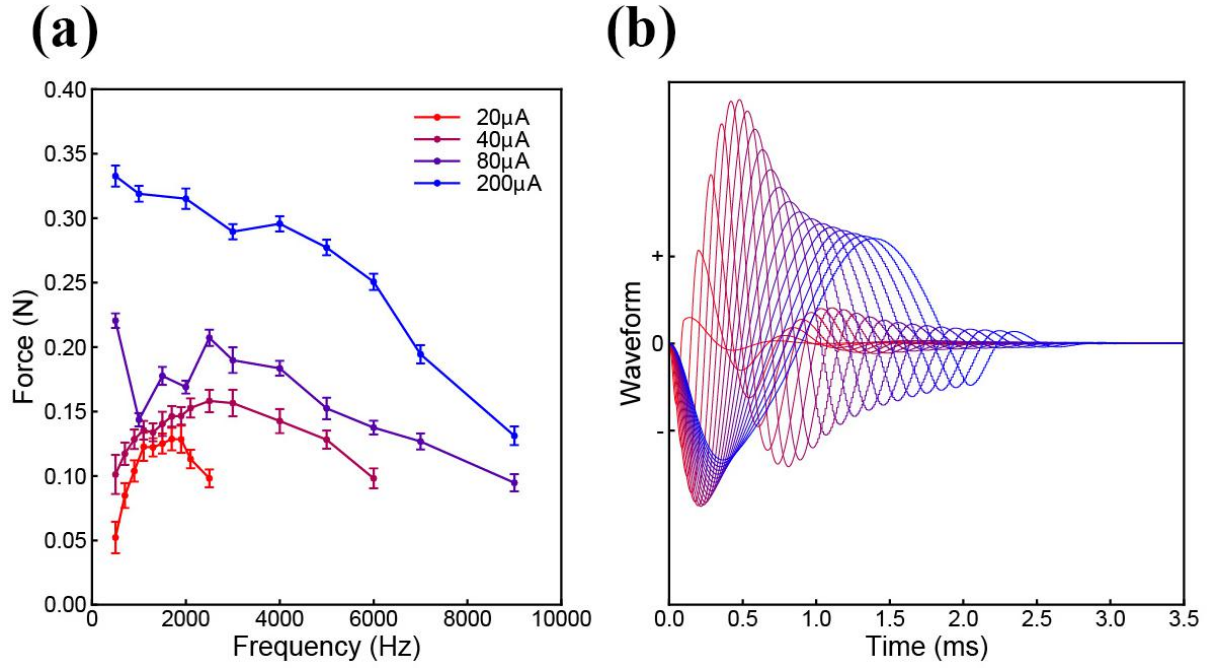 (a)
0.40
0.35
0.30
0.25
0.20
0.15
0.10
0.05
0.00
Force (N)
20μA
40μA
80μA
200μA
0 2000 4000 6000 8000 10000
Frequency (Hz)
(b)
+
0
-
Waveform
0.0 0.5 1.0 1.5 2.0 2.5 3.0 3.5
Time (ms)